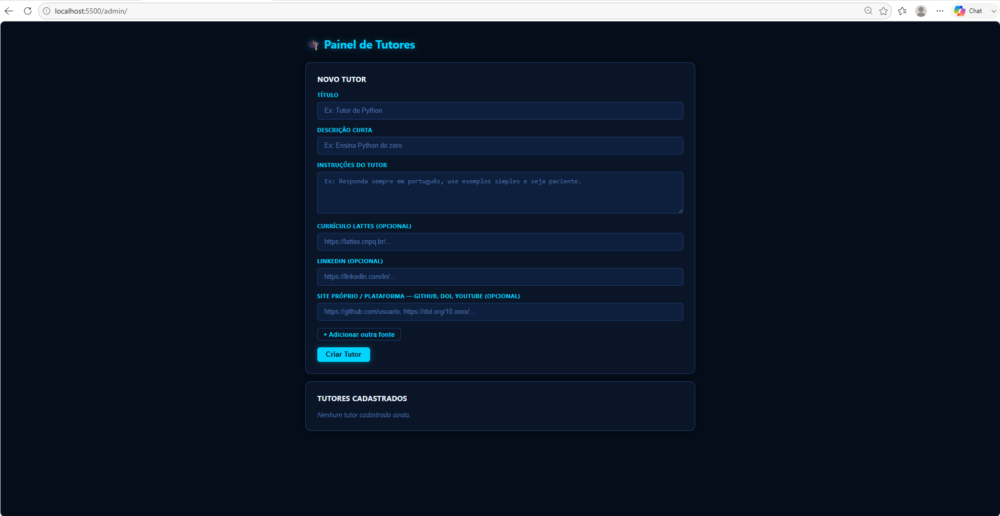 localhost:5500/admin/
Chat
Painel de Tutores
NOVO TUTOR
TÍTULO
Ex: Tutor de Python
DESCRIÇÃO CURTA
Ex: Ensina Python do zero
INSTRUÇÕES DO TUTOR
Ex: Responda sempre em português, use exemplos simples e seja paciente.
CURRÍCULO LATTES (OPCIONAL)
https://lattes.cnpq.br/...
LINKEDIN (OPCIONAL)
https://linkedin.com/in/...
SITE PRÓPRIO / PLATAFORMA — GITHUB, DOI, YOUTUBE (OPCIONAL)
https://github.com/usuario, https://doi.org/10.xxxx/...
+ Adicionar outra fonte
Criar Tutor
TUTORES CADASTRADOS
Nenhum tutor cadastrado ainda.